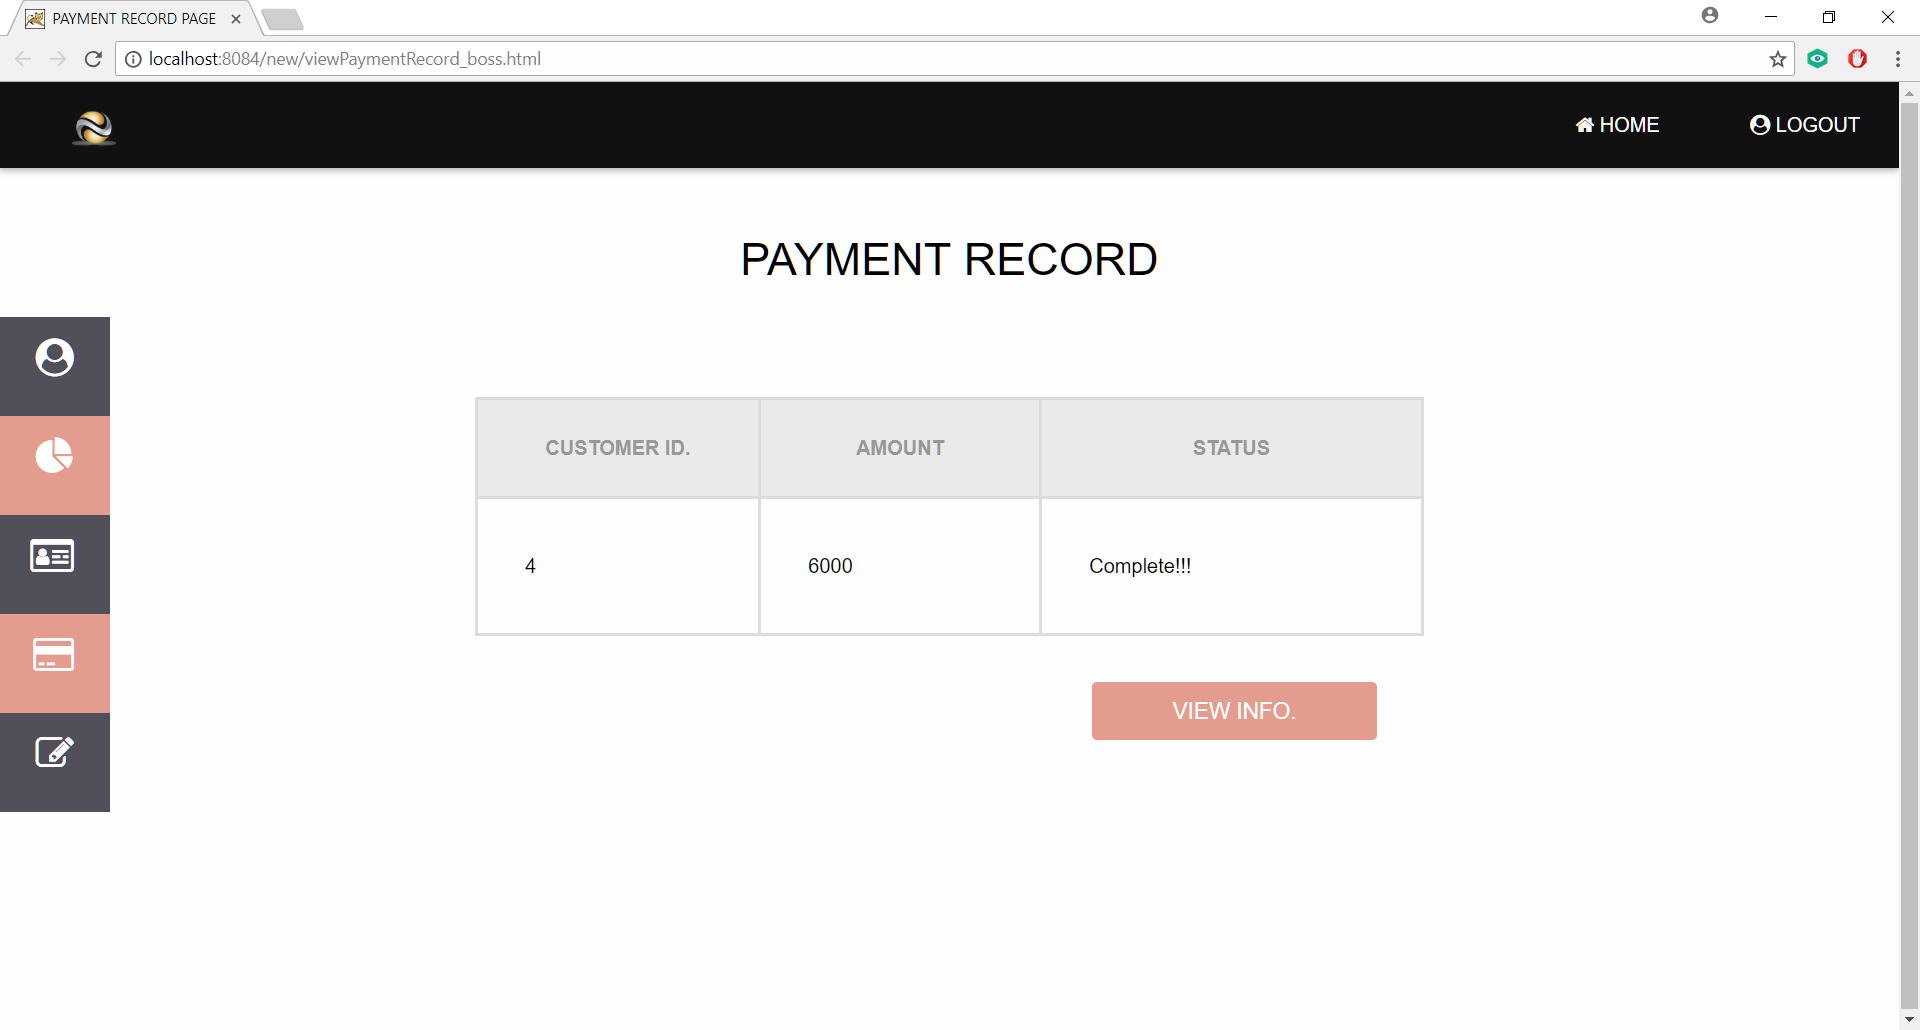 PAYMENT RECORD PAGE
localhost:8084/new/viewPaymentRecord_boss.html
HOME LOGOUT
PAYMENT RECORD
CUSTOMER ID. AMOUNT STATUS
4 6000 Complete!!!
VIEW INFO.